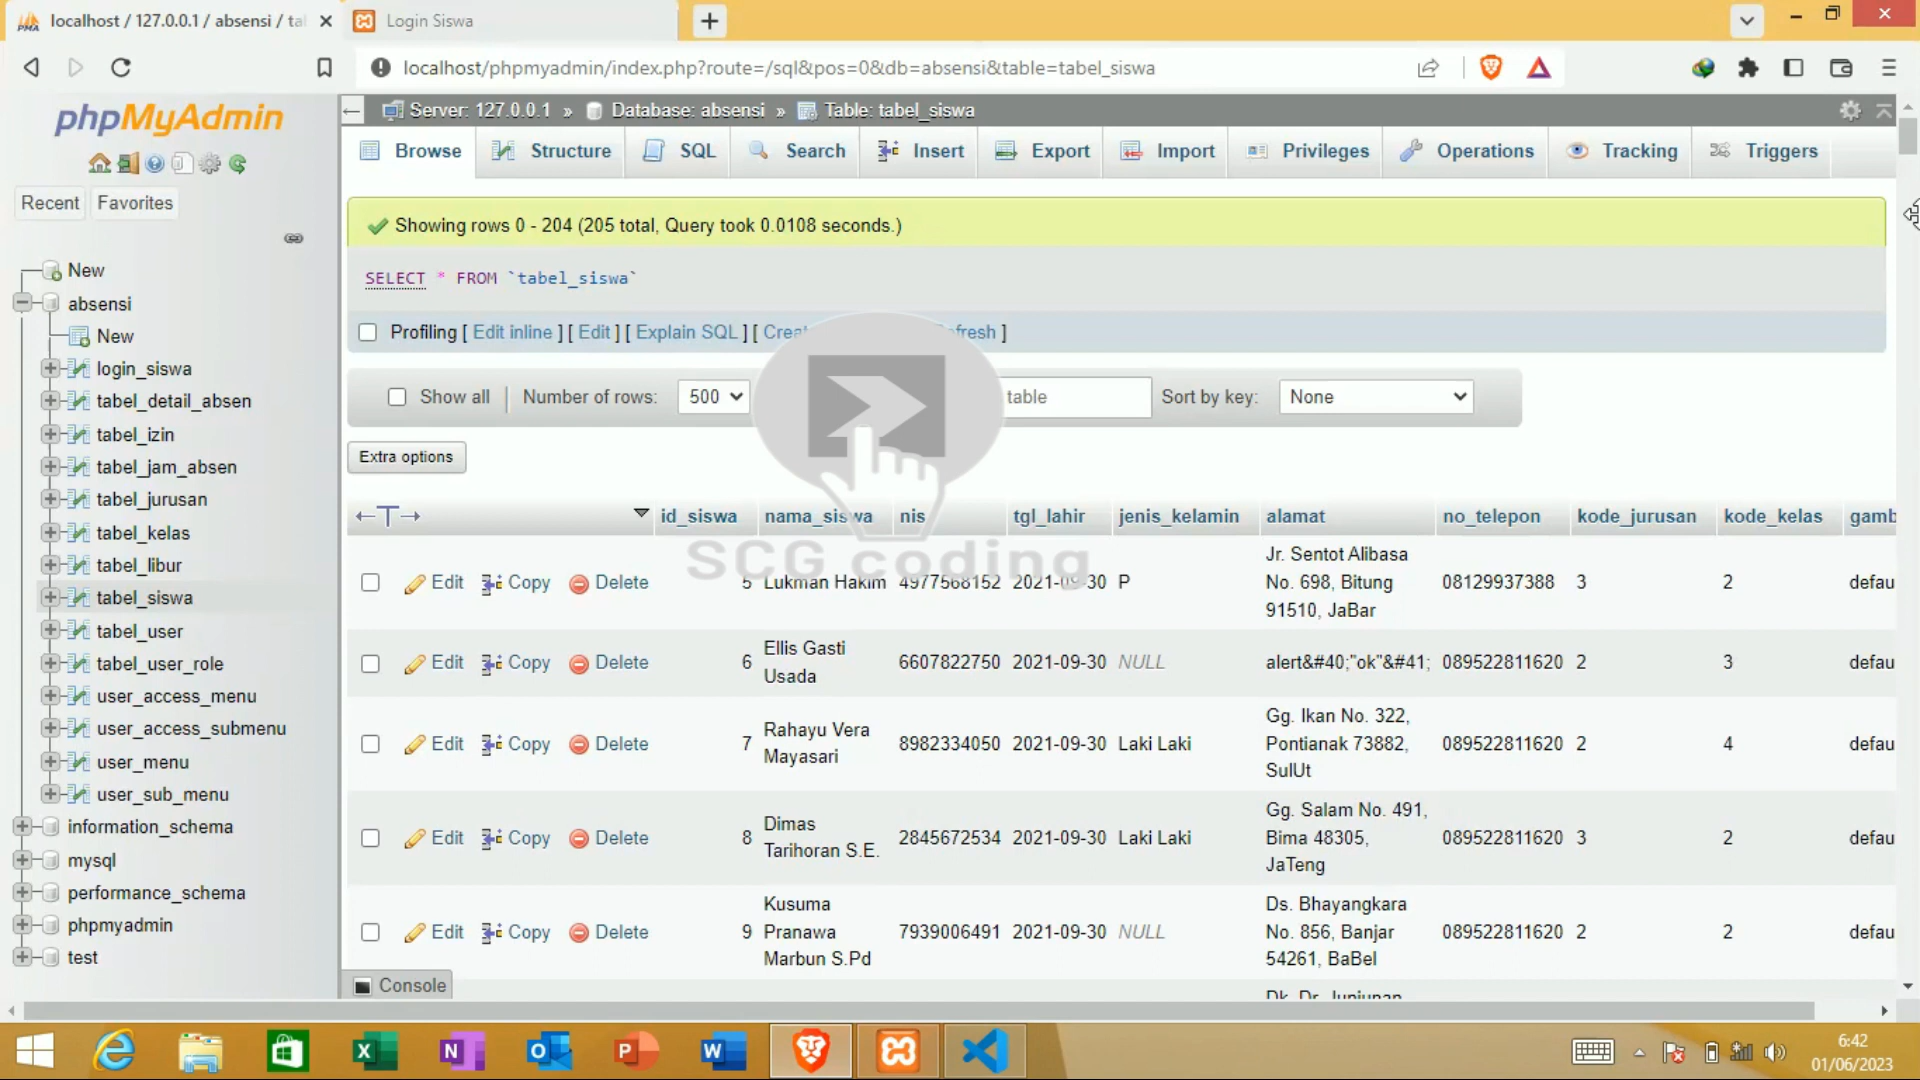 localhost / 127.0.0.1 / absensi / ta
Login Siswa
localhost/phpmyadmin/index.php?route=/sql&pos=0&db=absensi&table=tabel_siswa
phpMyAdmin
Recent
Favorites
New
absensi
New
login_siswa
tabel_detail_absen
tabel_izin
tabel_jam_absen
tabel_jurusan
tabel_kelas
tabel_libur
tabel_siswa
tabel_user
tabel_user_role
user_access_menu
user_access_submenu
user_menu
user_sub_menu
information_schema
mysql
performance_schema
phpmyadmin
test
Server: 127.0.0.1 » Database: absensi » Table: tabel_siswa
Browse Structure SQL Search Insert Export Import Privileges Operations Tracking Triggers
Showing rows 0 - 204 (205 total, Query took 0.0108 seconds.)
SELECT * FROM `tabel_siswa`
Profiling [ Edit inline ] [ Edit ] [ Explain SQL ] [
Show all Number of rows: 500 table Sort by key: None
Extra options
id_siswa nama_siswa nis tgl_lahir jenis_kelamin alamat no_telepon kode_jurusan kode_kelas gamb
SCG coding
Edit Copy Delete 5 Lukman Hakim 4977568152 2021-09-30 P Jr. Sentot Alibasa No. 698, Bitung 91510, JaBar 08129937388 3 2 defau
Edit Copy Delete 6 Ellis Gasti Usada 6607822750 2021-09-30 NULL alert&#40;"ok"&#41; 089522811620 2 3 defau
Edit Copy Delete 7 Rahayu Vera Mayasari 8982334050 2021-09-30 Laki Laki Gg. Ikan No. 322, Pontianak 73882, SulUt 089522811620 2 4 defau
Edit Copy Delete 8 Dimas Tarihoran S.E. 2845672534 2021-09-30 Laki Laki Gg. Salam No. 491, Bima 48305, JaTeng 089522811620 3 2 defau
Edit Copy Delete 9 Kusuma Pranawa Marbun S.Pd 7939006491 2021-09-30 NULL Ds. Bhayangkara No. 856, Banjar 54261, BaBel 089522811620 2 2 defau
Console
6:42
01/06/2023